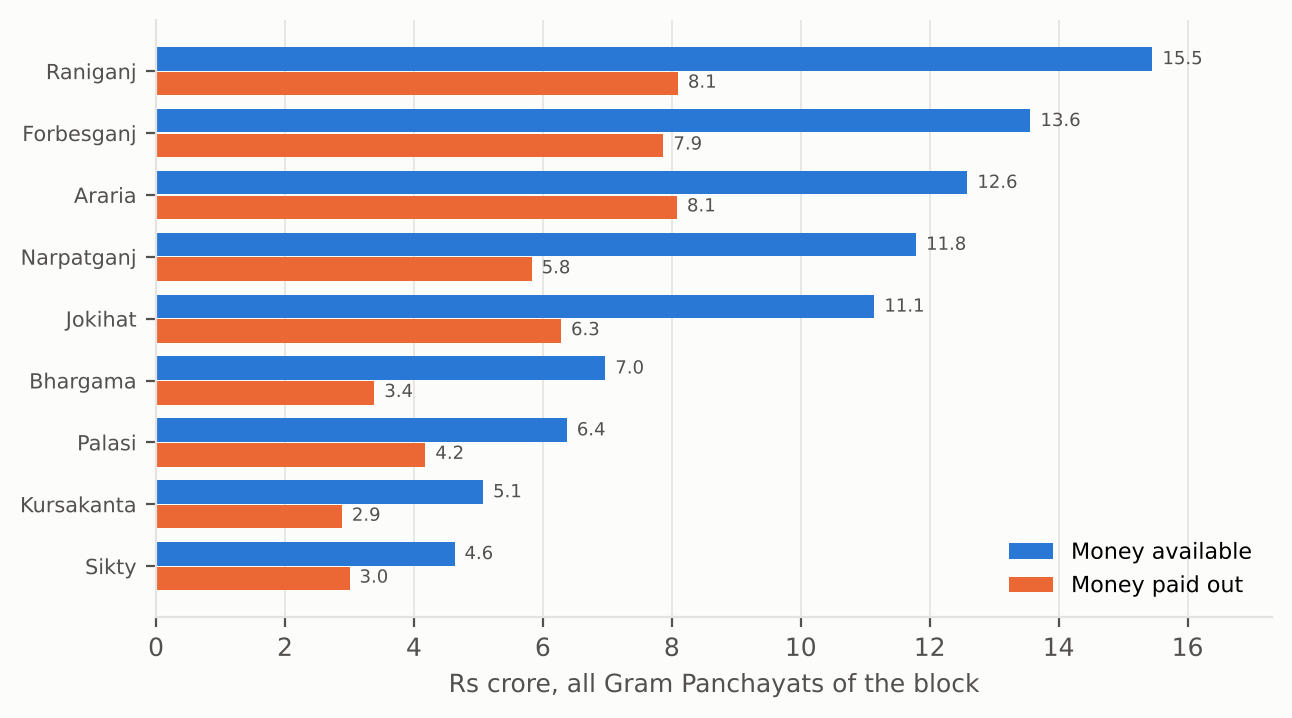 Raniganj
15.5
8.1
Forbesganj
13.6
7.9
Araria
12.6
8.1
Narpatganj
11.8
5.8
Jokihat
11.1
6.3
Bhargama
7.0
3.4
Palasi
6.4
4.2
Kursakanta
5.1
2.9
Sikty
4.6
3.0
Money available
Money paid out
0 2 4 6 8 10 12 14 16
Rs crore, all Gram Panchayats of the block